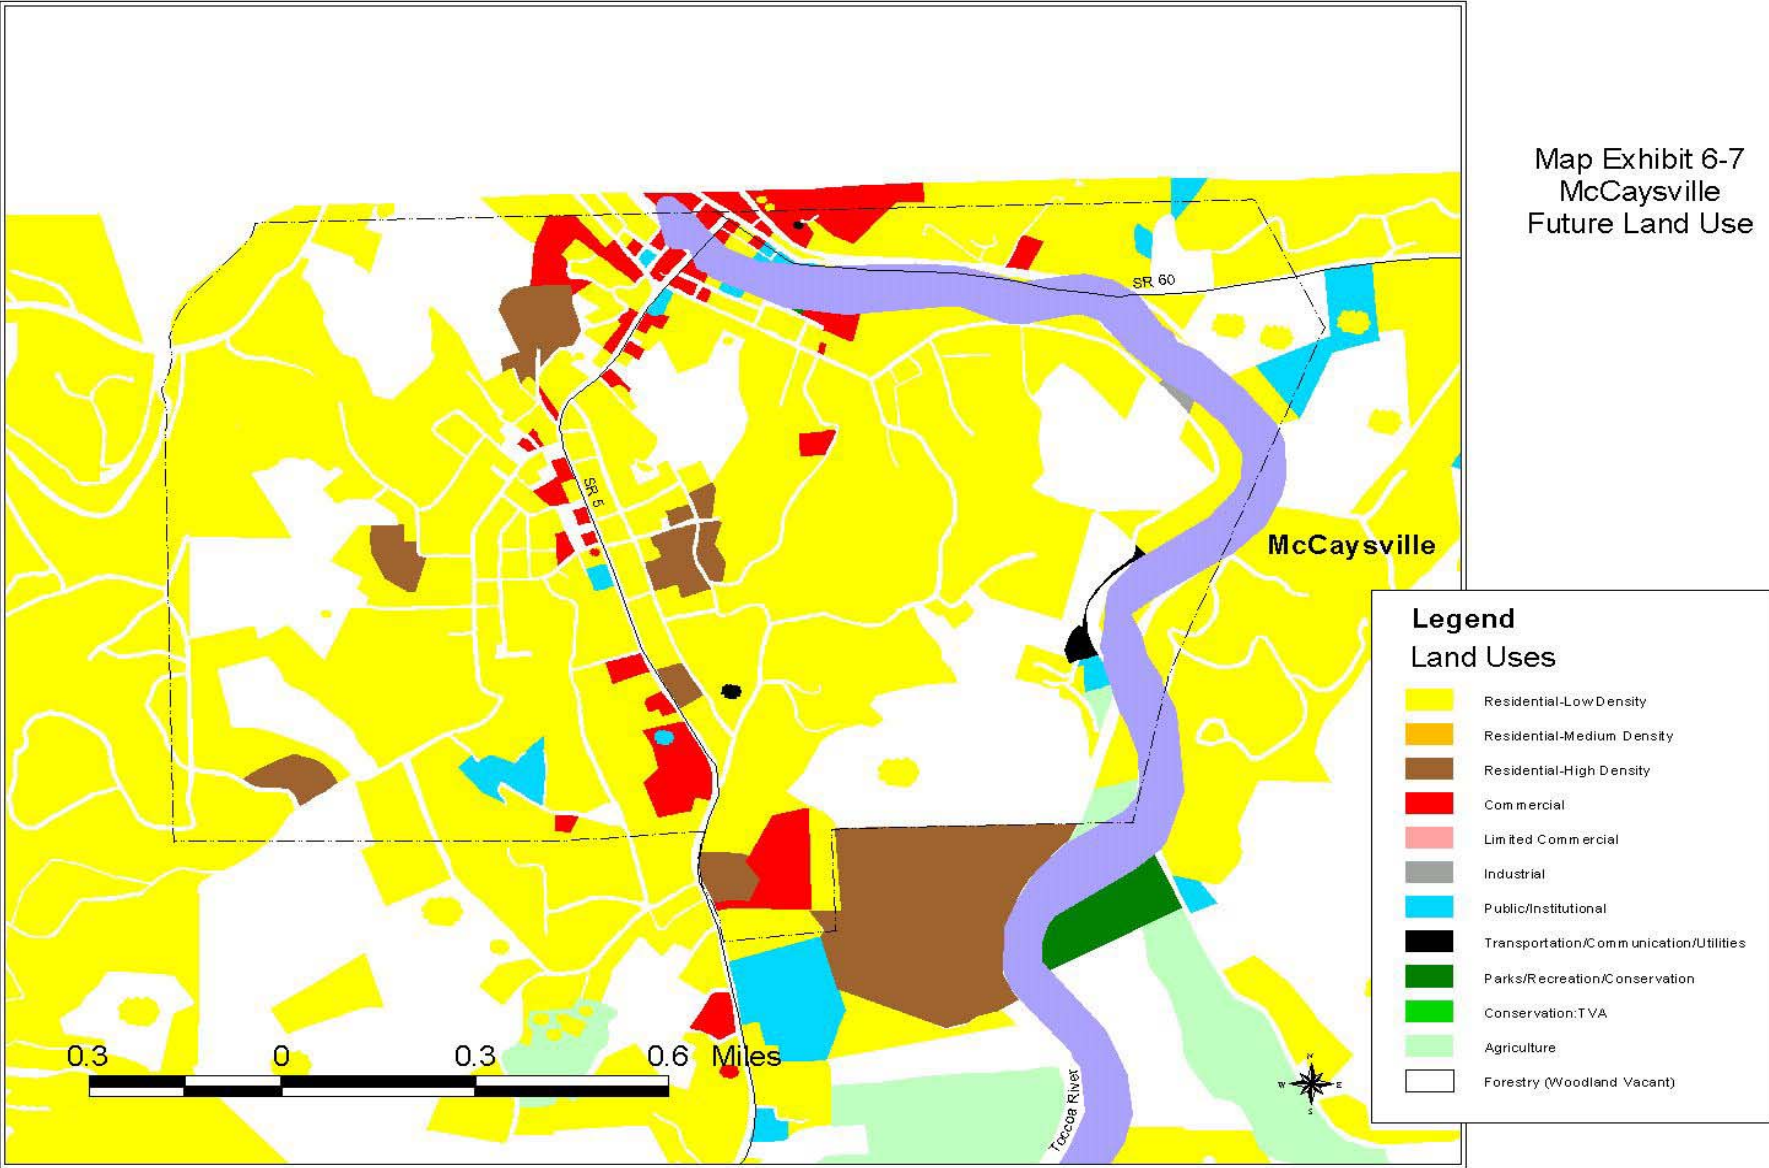 Map Exhibit 6-7
McCaysville
Future Land Use
SR 60
SR 5
McCaysville
Legend
Land Uses
Residential-Low Density
Residential-Medium Density
Residential-High Density
Commercial
Limited Commercial
Industrial
Public/Institutional
Transportation/Communication/Utilities
Parks/Recreation/Conservation
Conservation:TVA
Agriculture
Forestry (Woodland Vacant)
0.3 0 0.3 0.6 Miles
Toccoa River
N
W E
S